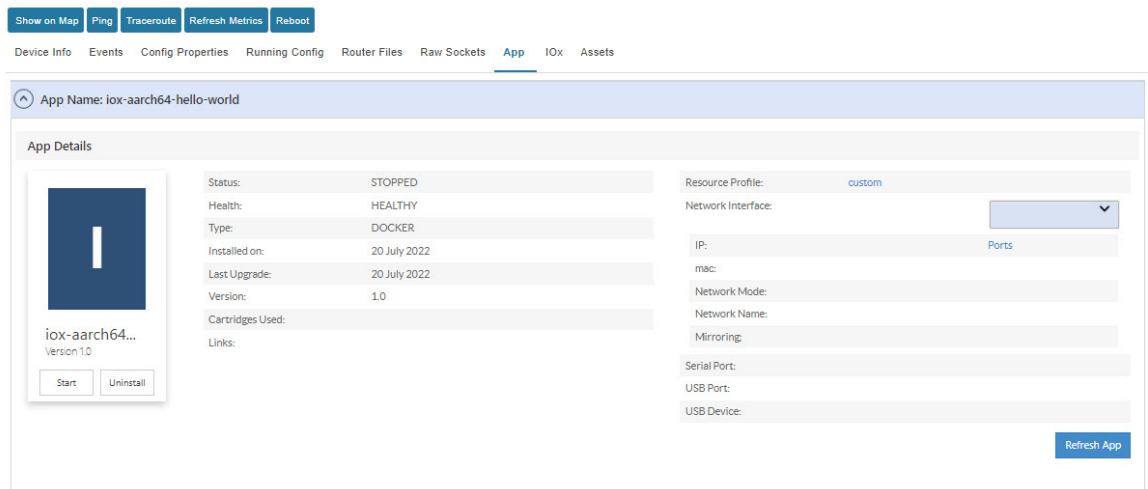 Show on Map Ping Traceroute Refresh Metrics Reboot
Device Info Events Config Properties Running Config Router Files Raw Sockets App IOx Assets
App Name: iox-aarch64-hello-world
App Details
I
iox-aarch64...
Version 1.0
Start Uninstall
Status: STOPPED
Health: HEALTHY
Type: DOCKER
Installed on: 20 July 2022
Last Upgrade: 20 July 2022
Version: 1.0
Cartridges Used:
Links:
Resource Profile: custom
Network Interface:
IP: Ports
mac:
Network Mode:
Network Name:
Mirroring:
Serial Port:
USB Port:
USB Device:
Refresh App